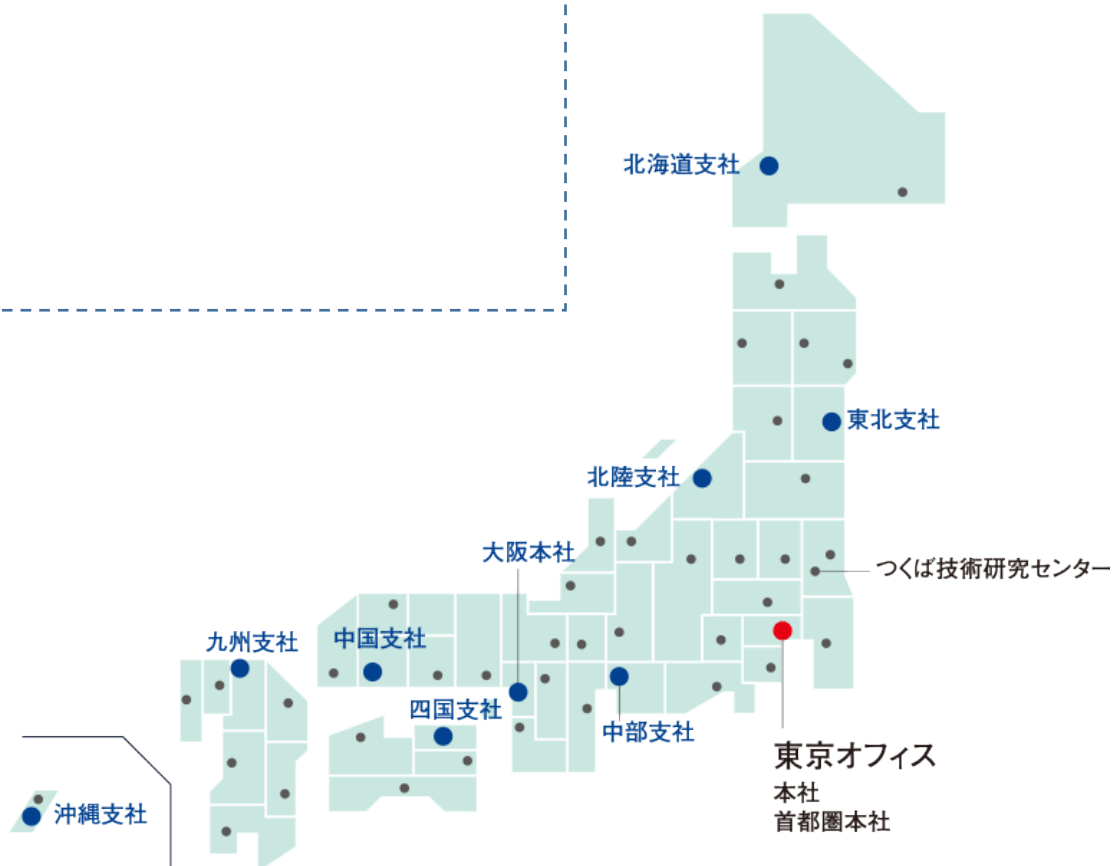 北海道支社
東北支社
北陸支社
大阪本社
つくば技術研究センター
九州支社
中国支社
四国支社
中部支社
東京オフィス
本社
首都圏本社
沖縄支社